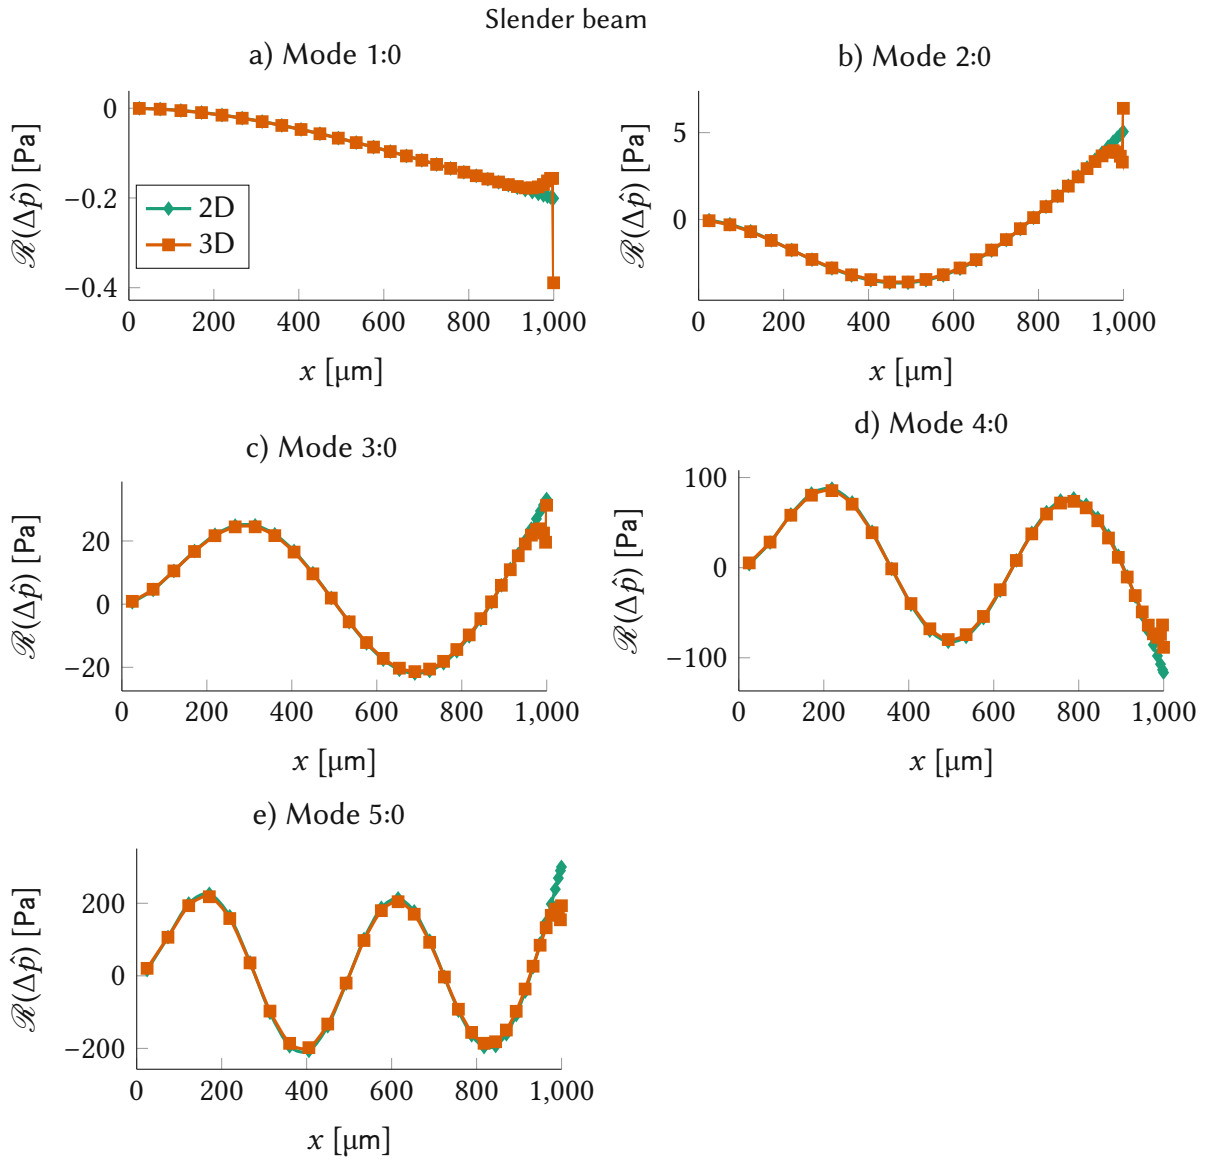 Slender beam
a) Mode 1:0
0
−0.2
−0.4
ℛ(Δp̂) [Pa]
2D
3D
0 200 400 600 800 1,000
x [μm]
b) Mode 2:0
5
0
ℛ(Δp̂) [Pa]
0 200 400 600 800 1,000
x [μm]
c) Mode 3:0
20
0
−20
ℛ(Δp̂) [Pa]
0 200 400 600 800 1,000
x [μm]
d) Mode 4:0
100
0
−100
ℛ(Δp̂) [Pa]
0 200 400 600 800 1,000
x [μm]
e) Mode 5:0
200
0
−200
ℛ(Δp̂) [Pa]
0 200 400 600 800 1,000
x [μm]